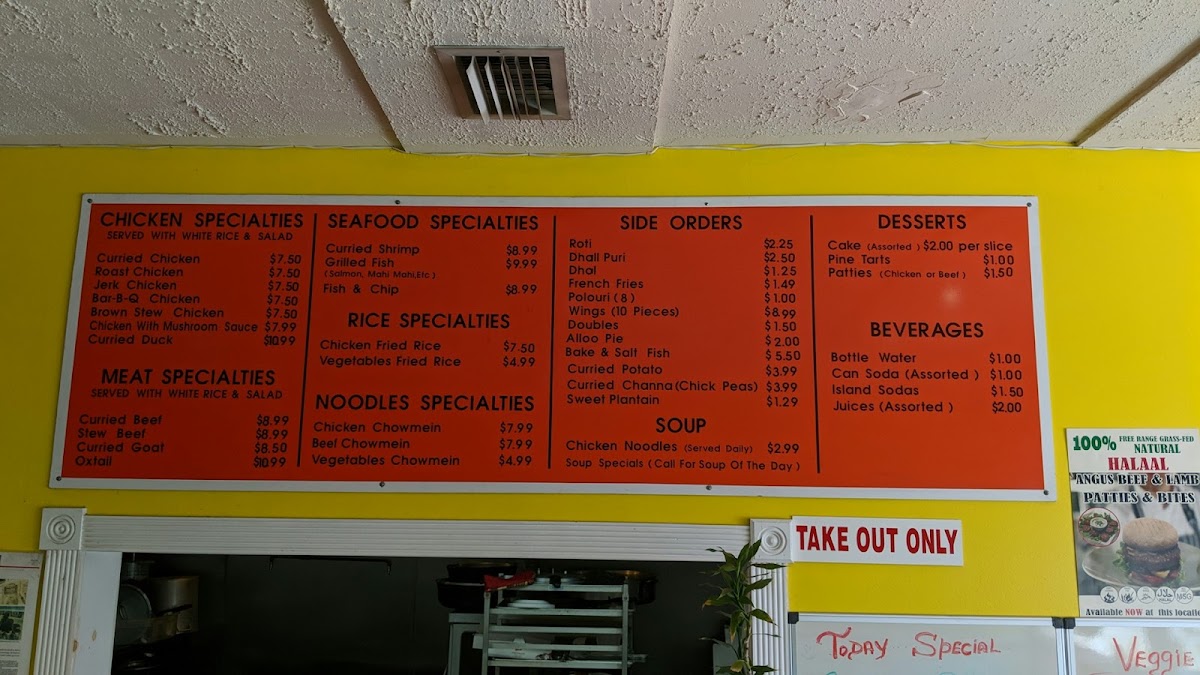 CHICKEN SPECIALTIES
SERVED WITH WHITE RICE & SALAD
Curried Chicken $7.50
Roast Chicken $7.50
Jerk Chicken $7.50
Bar-B-Q Chicken $7.50
Brown Stew Chicken $7.50
Chicken With Mushroom Sauce $7.99
Curried Duck $10.99
MEAT SPECIALTIES
SERVED WITH WHITE RICE & SALAD
Curried Beef $8.99
Stew Beef $8.99
Curried Goat $8.50
Oxtail $10.99
SEAFOOD SPECIALTIES
Curried Shrimp $8.99
Grilled Fish $9.99
(Salmon, Mahi Mahi,Etc)
Fish & Chip $8.99
RICE SPECIALTIES
Chicken Fried Rice $7.50
Vegetables Fried Rice $4.99
NOODLES SPECIALTIES
Chicken Chowmein $7.99
Beef Chowmein $7.99
Vegetables Chowmein $4.99
SIDE ORDERS
Roti $2.25
Dhall Puri $2.50
Dhal $1.25
French Fries $1.49
Polouri (8) $1.00
Wings (10 Pieces) $8.99
Doubles $1.50
Alloo Pie $2.00
Bake & Salt Fish $5.50
Curried Potato $3.99
Curried Channa (Chick Peas) $3.99
Sweet Plantain $1.29
SOUP
Chicken Noodles (Served Daily) $2.99
Soup Specials (Call For Soup Of The Day)
DESSERTS
Cake (Assorted) $2.00 per slice
Pine Tarts $1.00
Patties (Chicken or Beef) $1.50
BEVERAGES
Bottle Water $1.00
Can Soda (Assorted) $1.00
Island Sodas $1.50
Juices (Assorted) $2.00
TAKE OUT ONLY
100% FREE RANGE GRASS-FED
NATURAL
HALAAL
ANGUS BEEF & LAMB
PATTIES & BITES
MSG
Available NOW at this
TODAY SPECIAL
VEGGIE